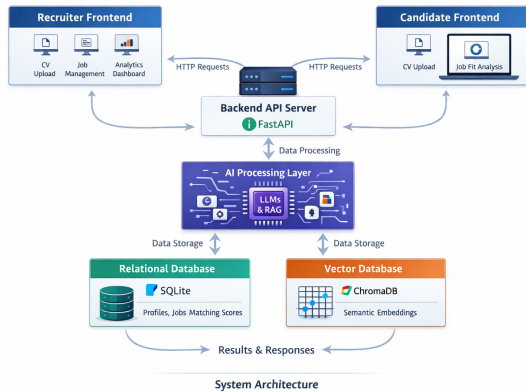 Recruiter Frontend
Candidate Frontend
CV
Upload
Job
Management
Analytics
Dashboard
HTTP Requests
HTTP Requests
CV Upload
Job Fit Analysis
Backend API Server
FastAPI
Data Processing
AI Processing Layer
LLMs
& RAG
Data Storage
Data Storage
Relational Database
Vector Database
SQLite
ChromaDB
Profiles, Jobs Matching Scores
Semantic Embeddings
Results & Responses
System Architecture